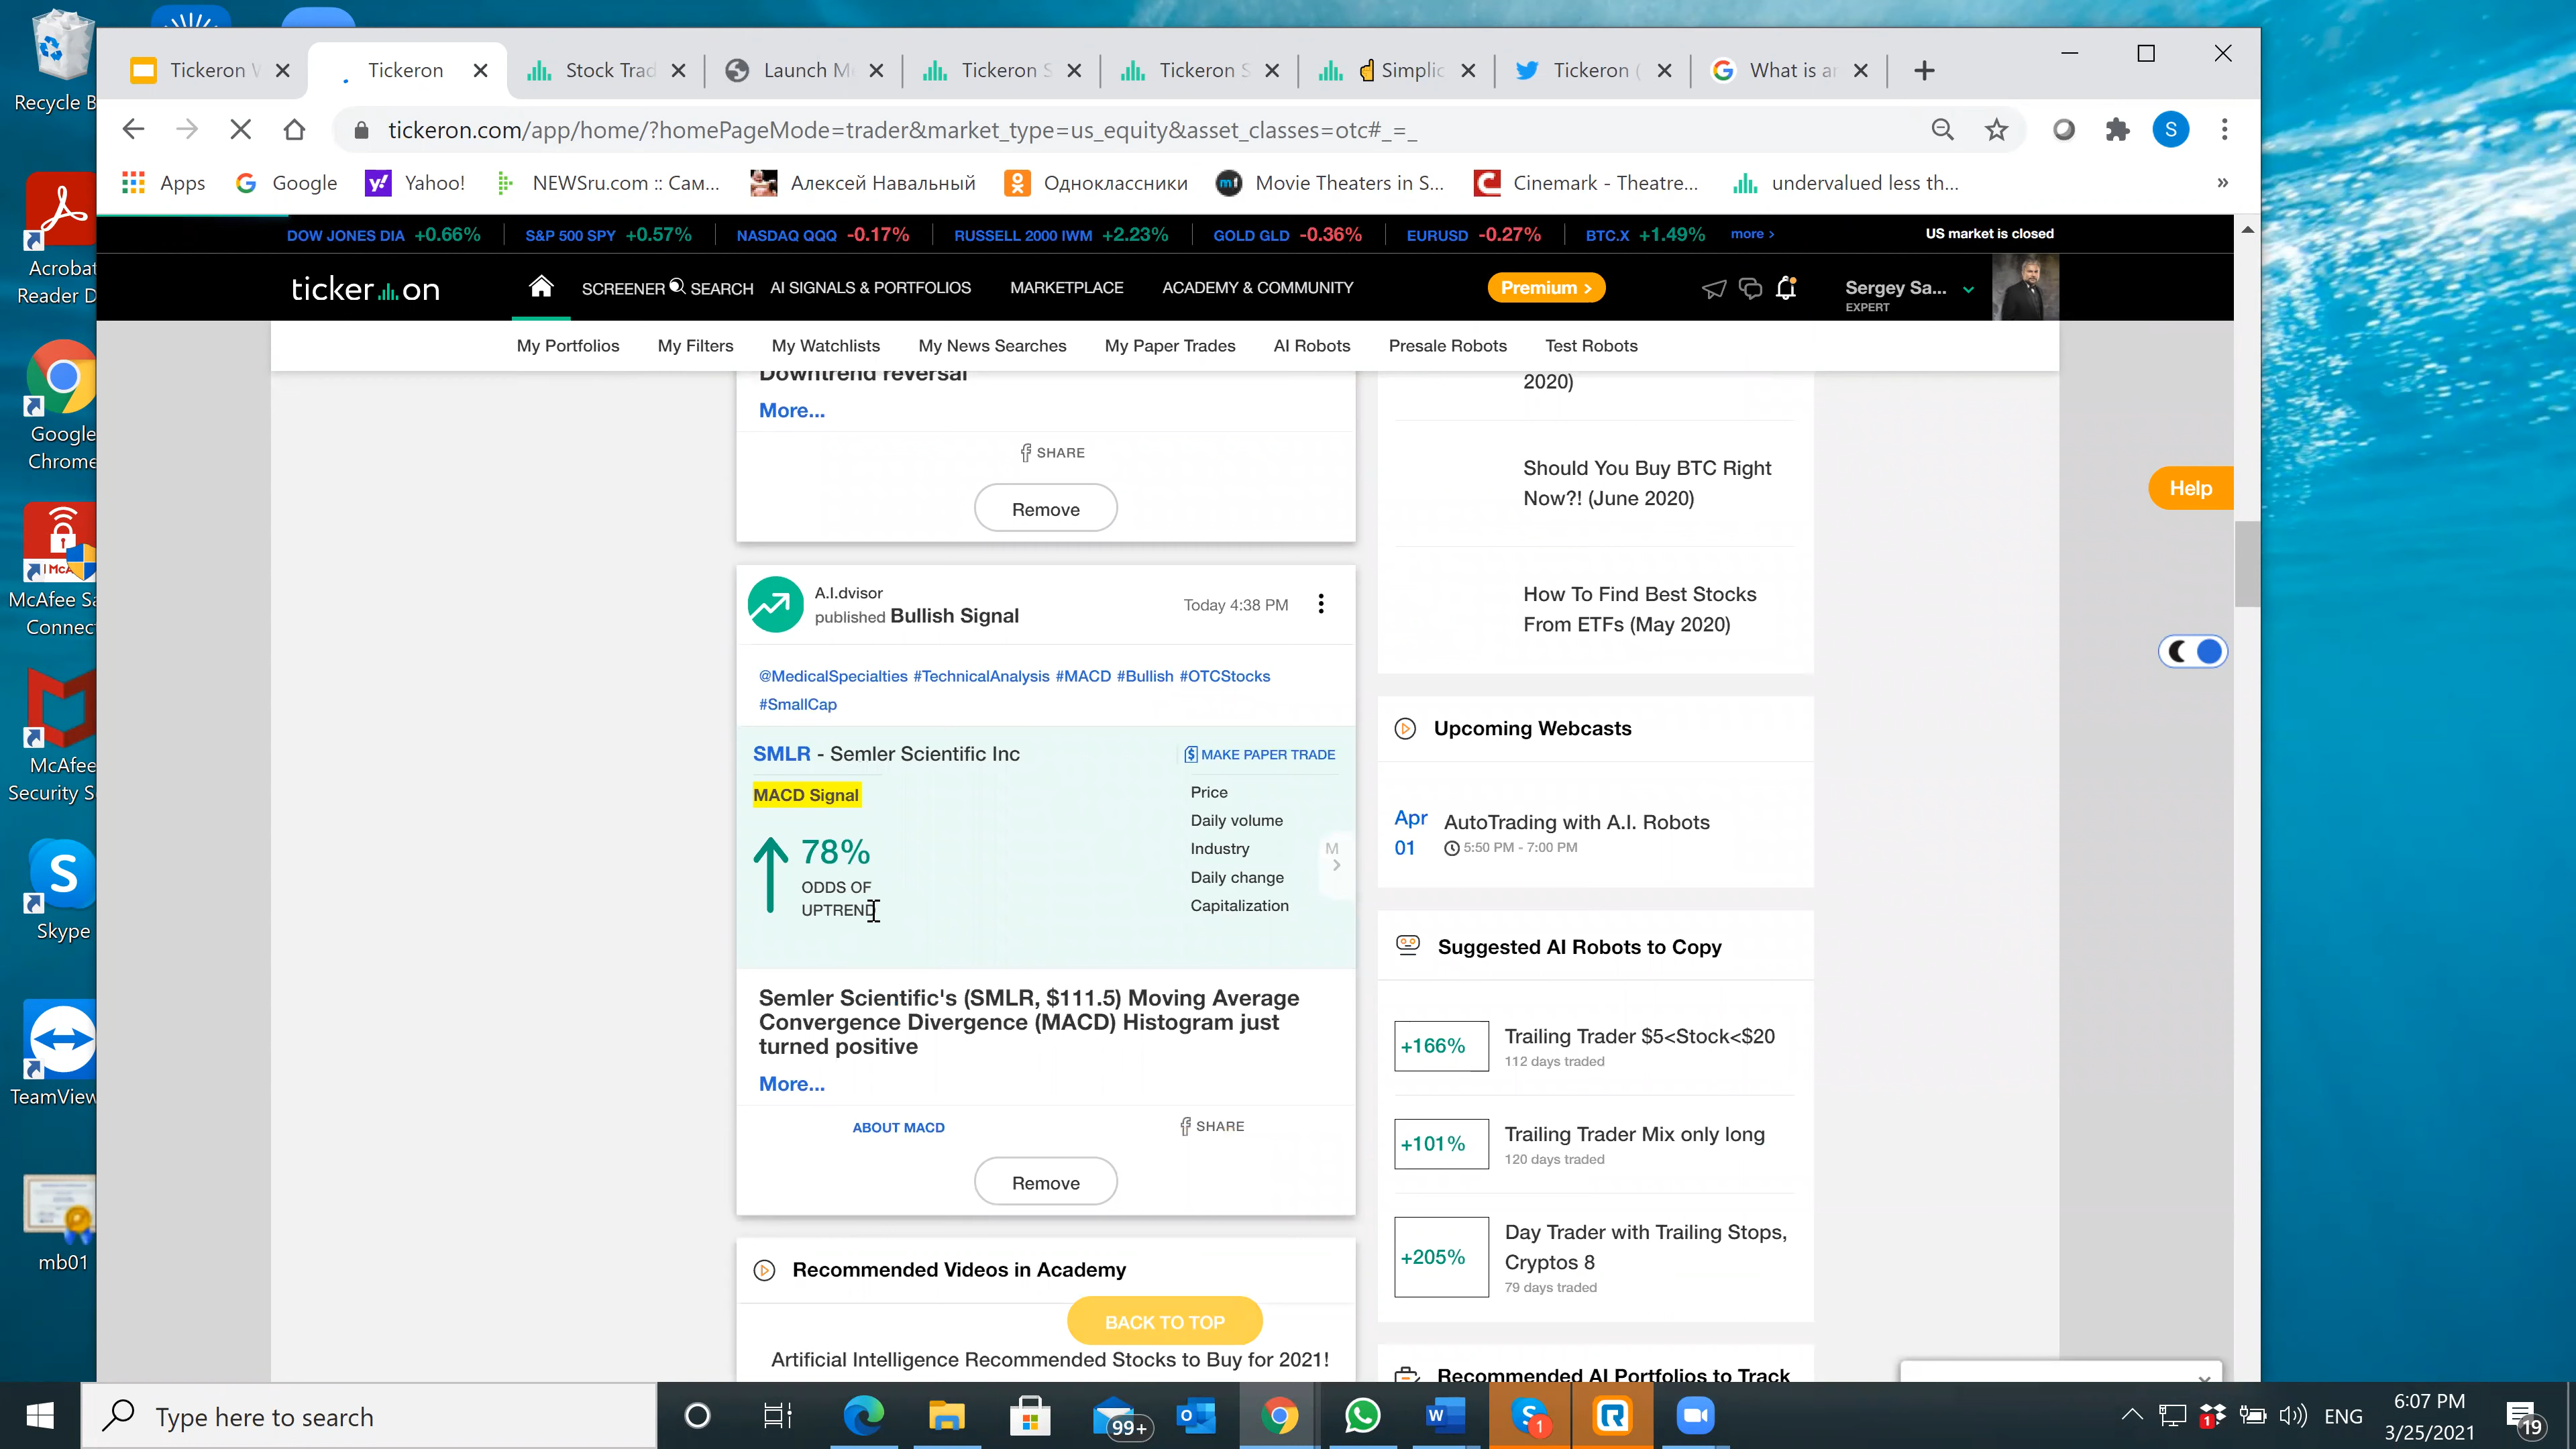 Recycle B
Acrobat
Reader D
Google
Chrome
McAfee Sa
Connec
McAfee
Security S
Skype
TeamView
mb01
Tickeron W
Tickeron
Stock Trad
Launch Me
Tickeron S
Tickeron S
Simplic
Tickeron (
What is an
tickeron.com/app/home/?homePageMode=trader&market_type=us_equity&asset_classes=otc#_=_
S
Apps
Google
Yahoo!
NEWSru.com :: Сам...
Алексей Навальный
Одноклассники
Movie Theaters in S...
Cinemark - Theatre...
undervalued less th...
»
DOW JONES DIA +0.66%
S&P 500 SPY +0.57%
NASDAQ QQQ -0.17%
RUSSELL 2000 IWM +2.23%
GOLD GLD -0.36%
EURUSD -0.27%
BTC.X +1.49%
more >
US market is closed
tickeron
SCREENER
SEARCH
AI SIGNALS & PORTFOLIOS
MARKETPLACE
ACADEMY & COMMUNITY
Premium >
Sergey Sa...
EXPERT
My Portfolios
My Filters
My Watchlists
My News Searches
My Paper Trades
AI Robots
Presale Robots
Test Robots
Downtrend reversal
More...
SHARE
Remove
A.I.dvisor
published Bullish Signal
Today 4:38 PM
@MedicalSpecialties #TechnicalAnalysis #MACD #Bullish #OTCStocks
#SmallCap
SMLR - Semler Scientific Inc
MAKE PAPER TRADE
MACD Signal
78%
ODDS OF
UPTREND
Price
Daily volume
Industry
M
Daily change
Capitalization
Semler Scientific's (SMLR, $111.5) Moving Average
Convergence Divergence (MACD) Histogram just
turned positive
More...
ABOUT MACD
SHARE
Remove
Recommended Videos in Academy
BACK TO TOP
Artificial Intelligence Recommended Stocks to Buy for 2021!
2020)
Should You Buy BTC Right
Now?! (June 2020)
How To Find Best Stocks
From ETFs (May 2020)
Upcoming Webcasts
Apr
01
AutoTrading with A.I. Robots
5:50 PM - 7:00 PM
Suggested AI Robots to Copy
+166%
Trailing Trader $5<Stock<$20
112 days traded
+101%
Trailing Trader Mix only long
120 days traded
+205%
Day Trader with Trailing Stops,
Cryptos 8
79 days traded
Recommended AI Portfolios to Track
Help
Type here to search
99+
1
1
ENG
6:07 PM
3/25/2021
19